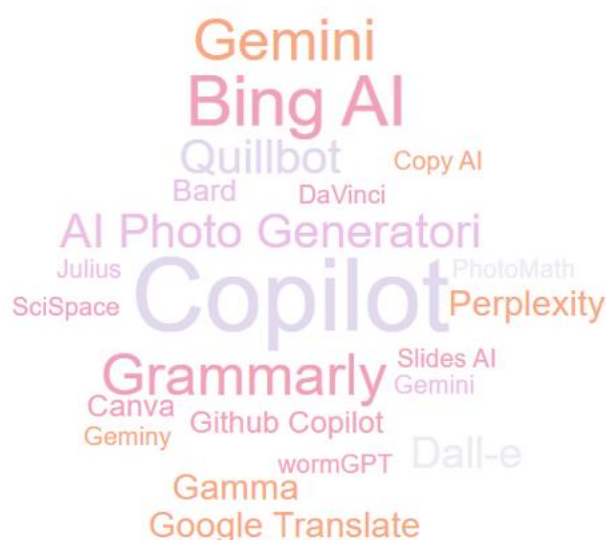 Gemini
Bing AI
Quillbot
Copy AI
Bard
DaVinci
AI Photo Generatori
Julius
Copilot
PhotoMath
SciSpace
Perplexity
Grammarly
Slides AI
Gemini
Canva
Github Copilot
Geminy
wormGPT
Dall-e
Gamma
Google Translate